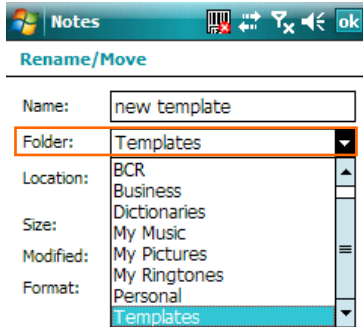 Notes
ok
Rename/Move
Name: new template
Folder: Templates
Location:
BCR
Business
Dictionaries
Size:
My Music
Modified:
My Pictures
My Ringtones
Format:
Personal
Templates